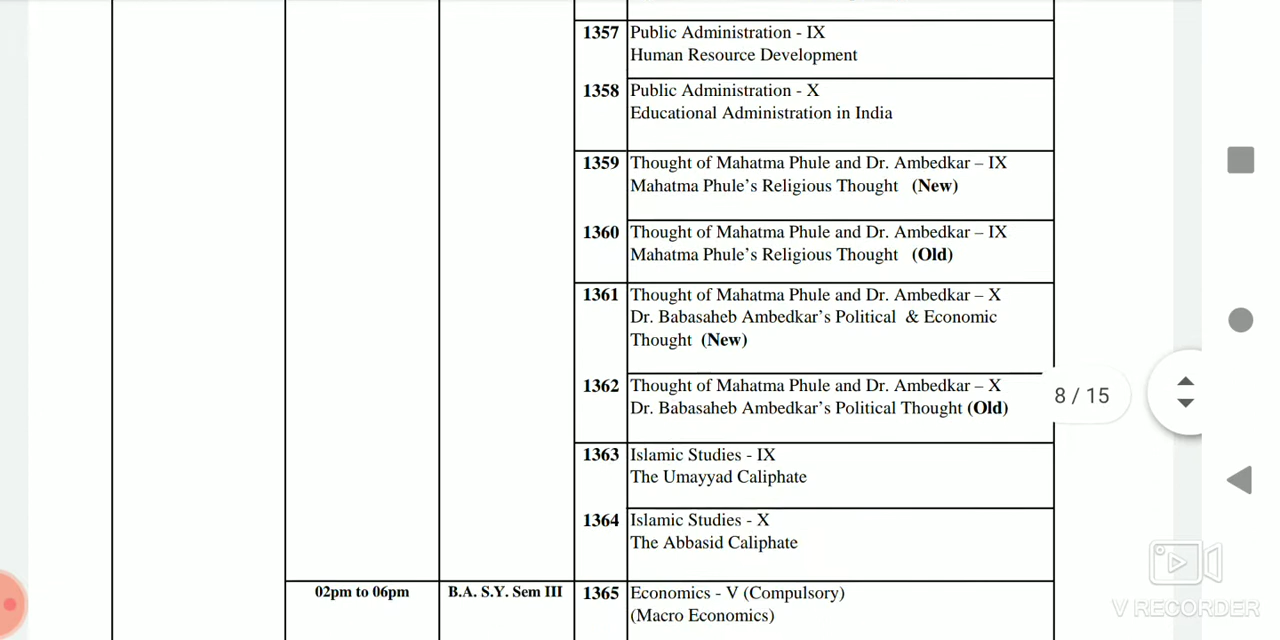 1357 Public Administration - IX
Human Resource Development
1358 Public Administration - X
Educational Administration in India
1359 Thought of Mahatma Phule and Dr. Ambedkar – IX
Mahatma Phule’s Religious Thought (New)
1360 Thought of Mahatma Phule and Dr. Ambedkar – IX
Mahatma Phule’s Religious Thought (Old)
1361 Thought of Mahatma Phule and Dr. Ambedkar – X
Dr. Babasaheb Ambedkar’s Political & Economic
Thought (New)
1362 Thought of Mahatma Phule and Dr. Ambedkar – X
Dr. Babasaheb Ambedkar’s Political Thought (Old)
8 / 15
1363 Islamic Studies - IX
The Umayyad Caliphate
1364 Islamic Studies - X
The Abbasid Caliphate
02pm to 06pm B.A. S.Y. Sem III 1365 Economics - V (Compulsory)
(Macro Economics)
V RECORDER